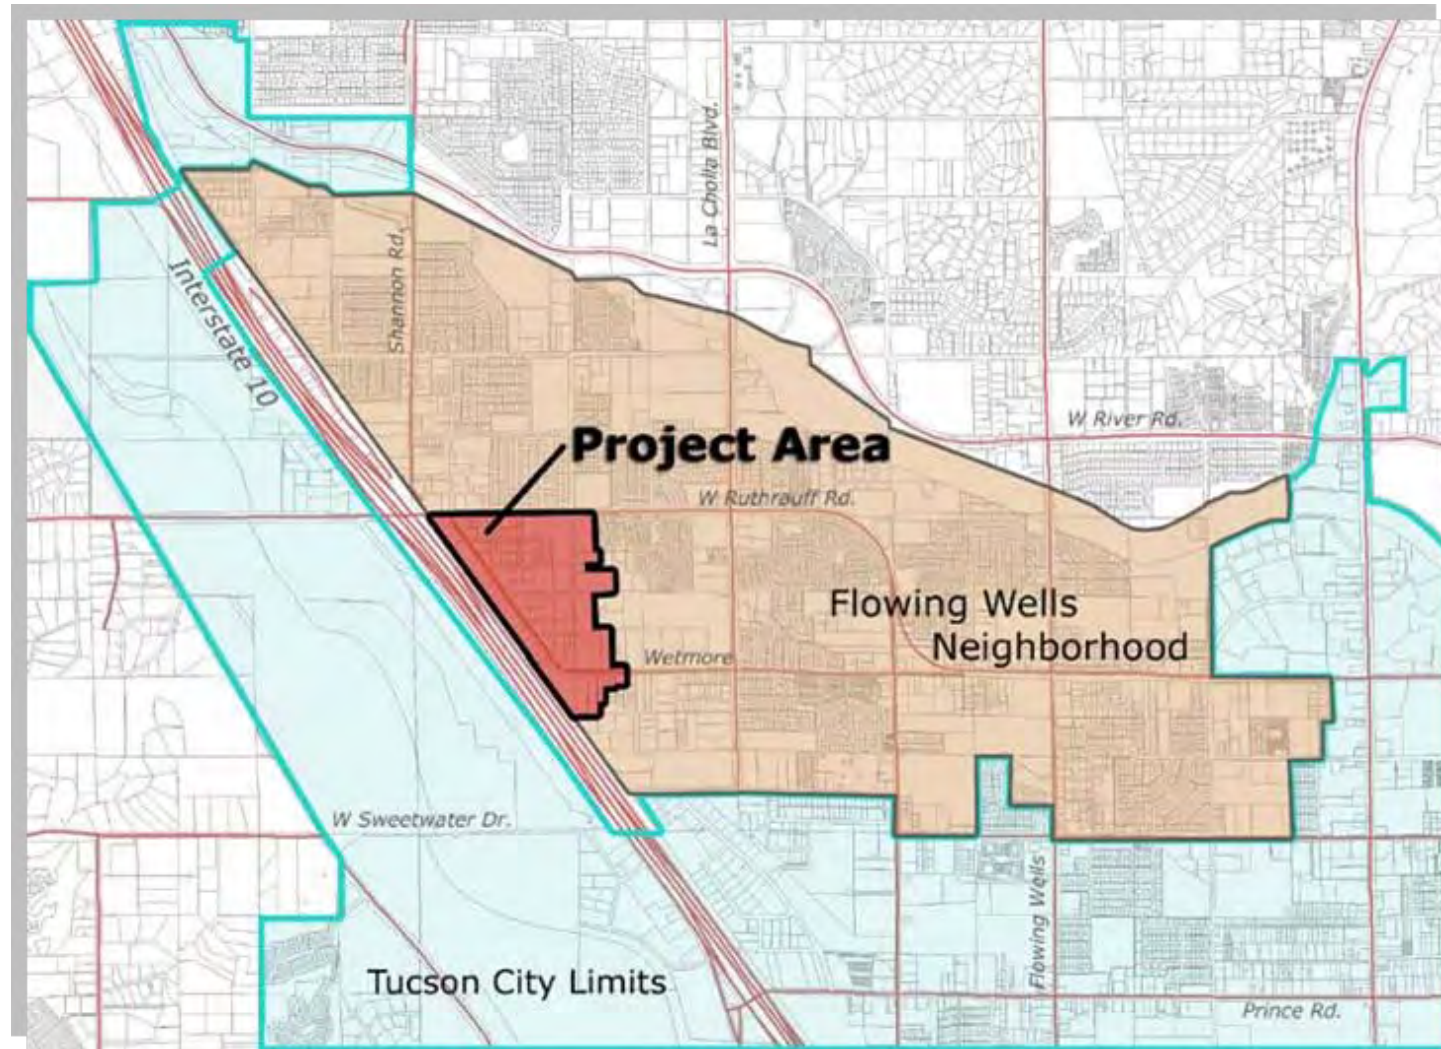 La Cholla Blvd.
Shannon Rd.
Interstate 10
W River Rd.
Project Area
W Ruthrauff Rd.
Flowing Wells
Neighborhood
Wetmore
W Sweetwater Dr.
Flowing Wells
Tucson City Limits
Prince Rd.